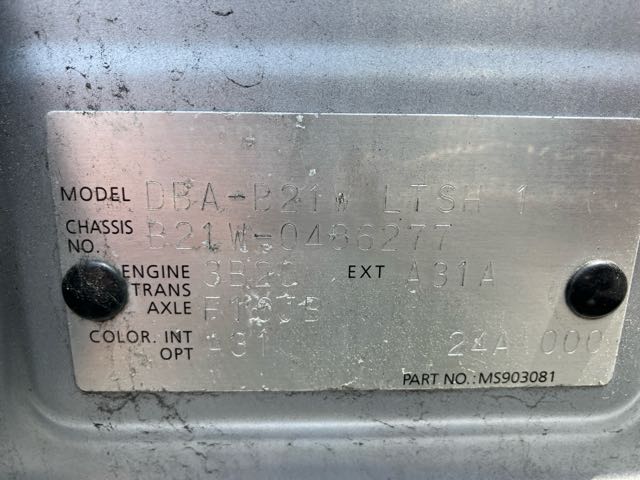 MODEL DBA-B21W LTSH 1
CHASSIS NO. B21W-0486277
ENGINE 3B20 EXT A31A
TRANS AXLE
COLOR. INT OPT A31 24A 000
PART NO.: MS903081